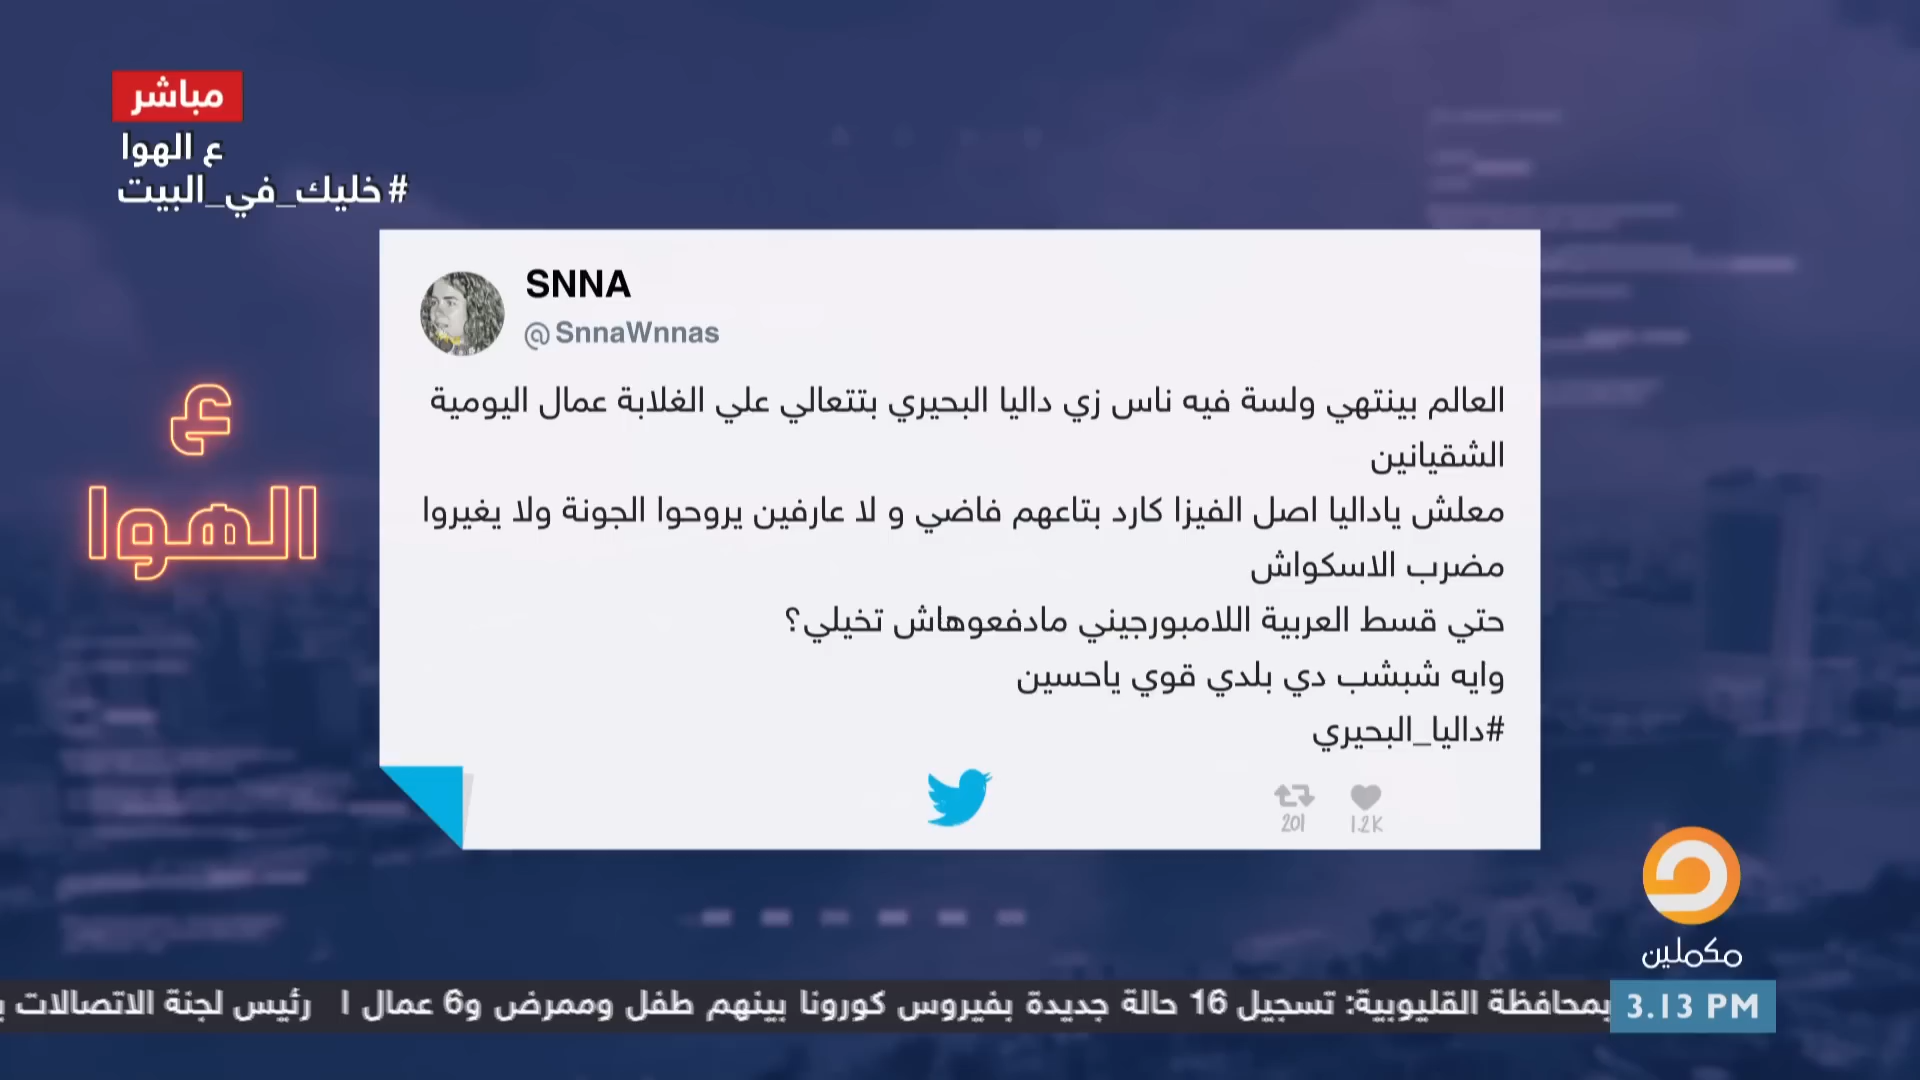 مباشر
ع الهوا
#خليك_في_البيت
SNNA
@SnnaWnnas
العالم بينتهي ولسة فيه ناس زي داليا البحيري بتتعالي علي الغلابة عمال اليومية
الشقيانين
معلش ياداليا اصل الفيزا كارد بتاعهم فاضي و لا عارفين يروحوا الجونة ولا يغيروا
مضرب الاسكواش
حتي قسط العربية اللامبورجيني مادفعوهاش تخيلي؟
وايه شبشب دي بلدي قوي ياحسين
#داليا_البحيري
201
1.2K
ع
الهوا
مكملين
بمحافظة القليوبية: تسجيل 16 حالة جديدة بفيروس كورونا بينهم طفل وممرض و6 عمال ا رئيس لجنة الاتصالات
3.13 PM